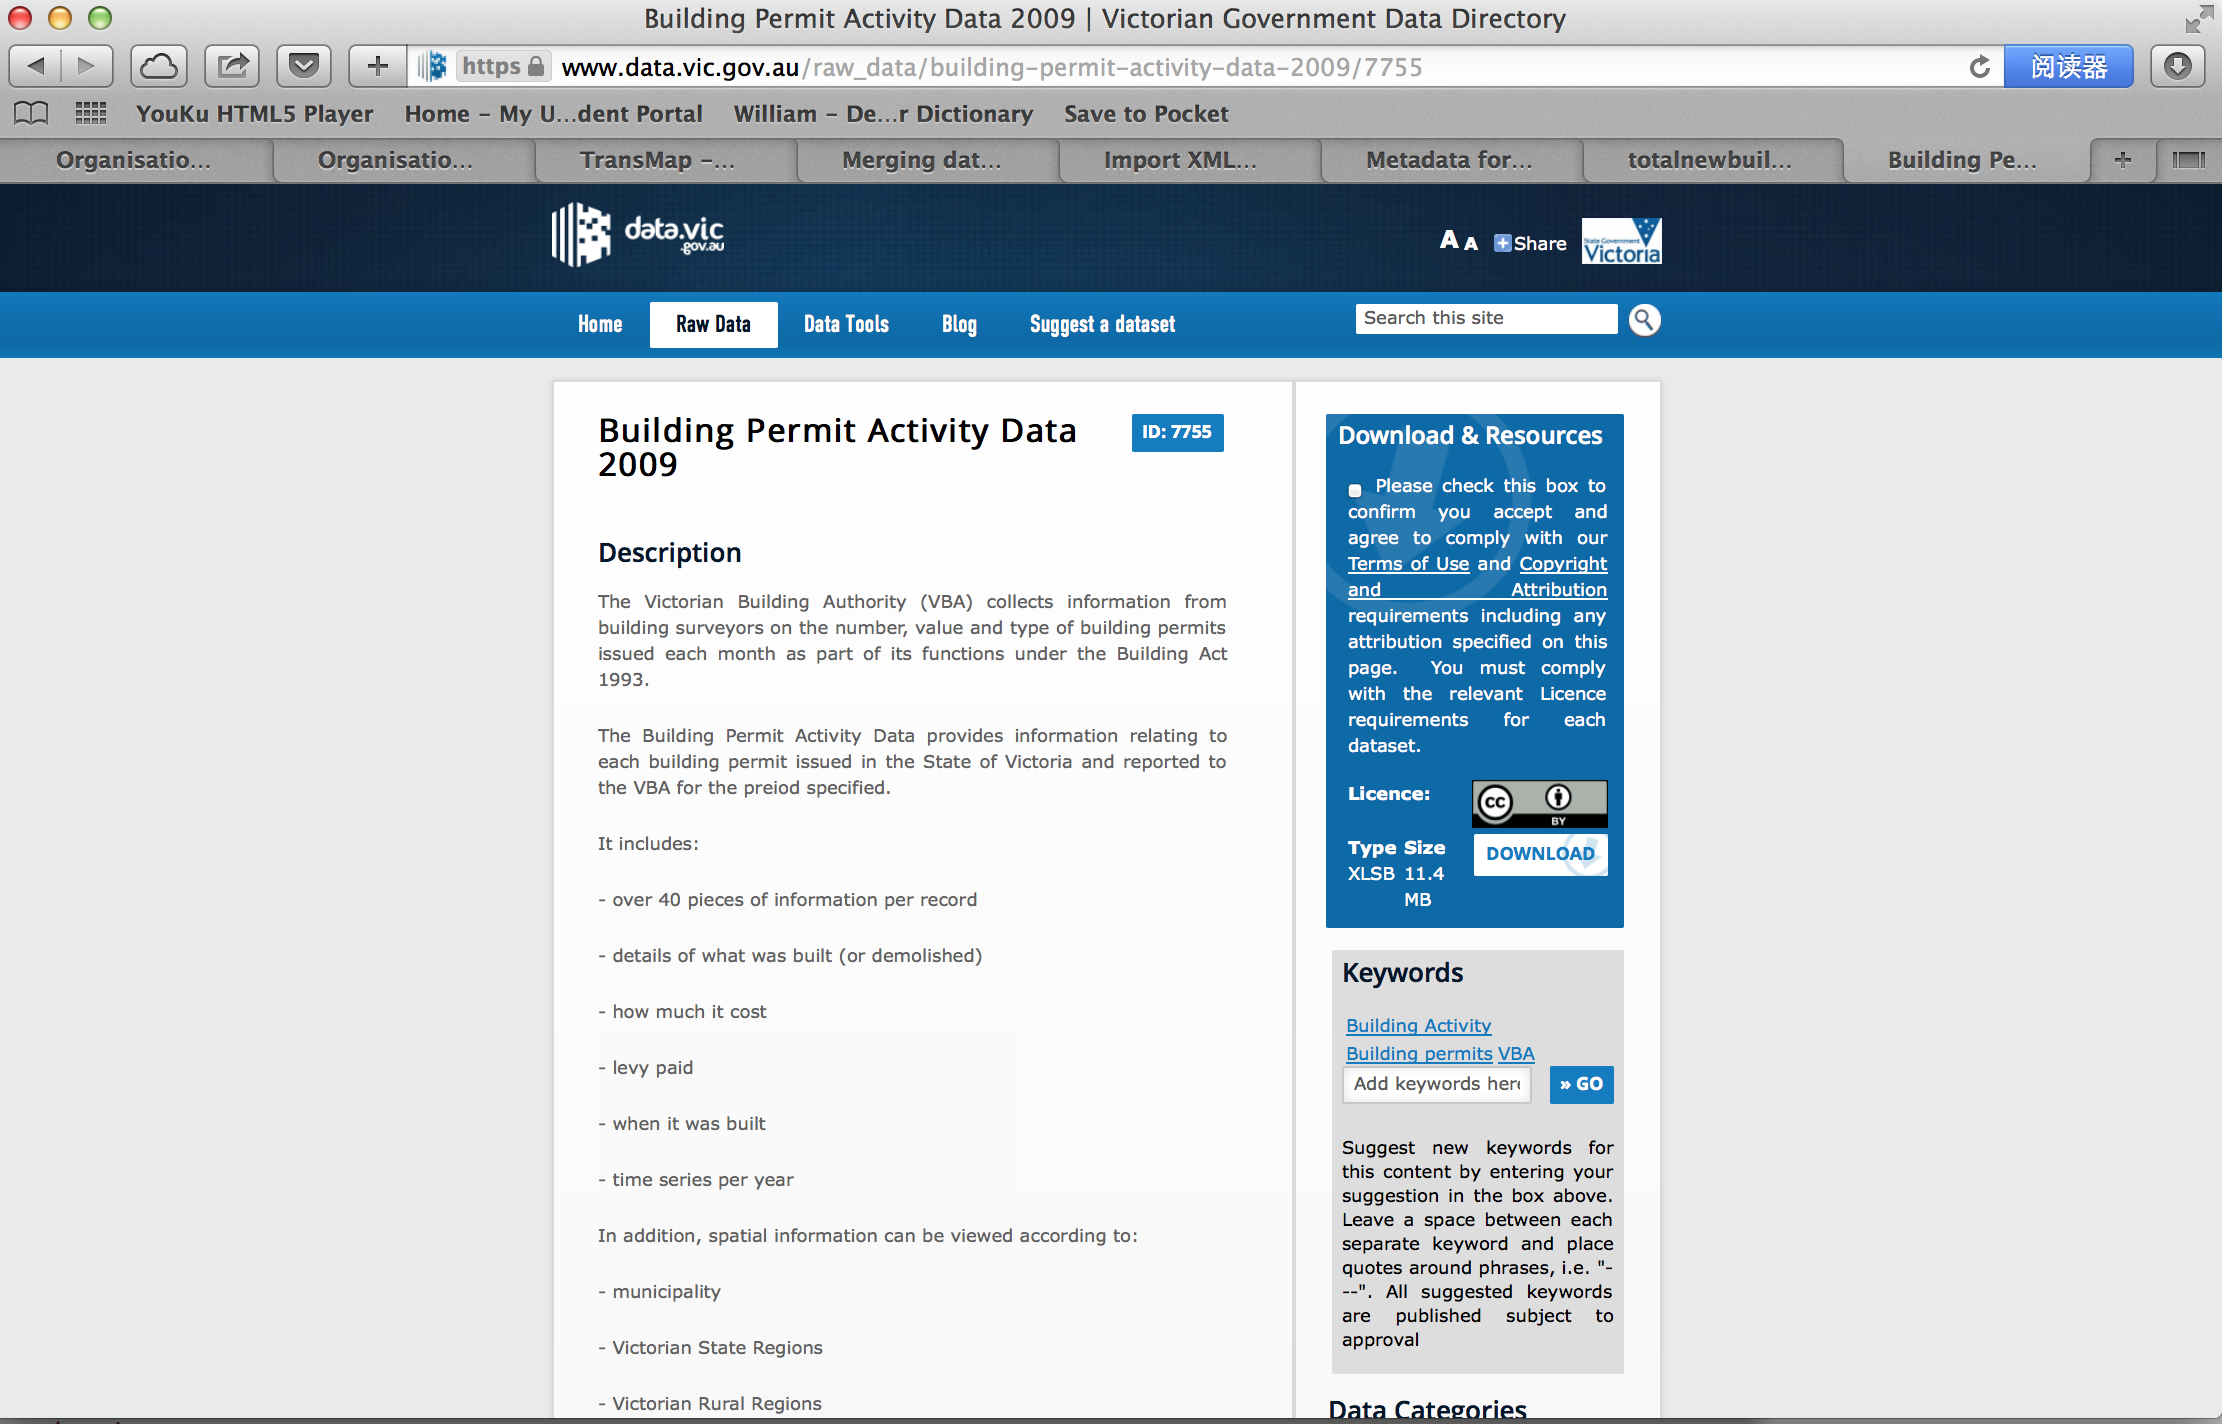 Building Permit Activity Data 2009 | Victorian Government Data Directory
https www.data.vic.gov.au/raw_data/building-permit-activity-data-2009/7755 阅读器
YouKu HTML5 Player Home – My U...dent Portal William – De...r Dictionary Save to Pocket
Organisatio... Organisatio... TransMap –... Merging dat... Import XML... Metadata for... totalnewbuil... Building Pe...
data.vic
.gov.au
A A Share
State Government
Victoria
Home Raw Data Data Tools Blog Suggest a dataset Search this site
Building Permit Activity Data
2009
ID: 7755
Description
The Victorian Building Authority (VBA) collects information from
building surveyors on the number, value and type of building permits
issued each month as part of its functions under the Building Act
1993.
The Building Permit Activity Data provides information relating to
each building permit issued in the State of Victoria and reported to
the VBA for the preiod specified.
It includes:
- over 40 pieces of information per record
- details of what was built (or demolished)
- how much it cost
- levy paid
- when it was built
- time series per year
In addition, spatial information can be viewed according to:
- municipality
- Victorian State Regions
- Victorian Rural Regions
Download & Resources
Please check this box to
confirm you accept and
agree to comply with our
Terms of Use and Copyright
and Attribution
requirements including any
attribution specified on this
page. You must comply
with the relevant Licence
requirements for each
dataset.
Licence:
cc
BY
Type Size
XLSB 11.4
MB
DOWNLOAD
Keywords
Building Activity
Building permits VBA
Add keywords here
» GO
Suggest new keywords for
this content by entering your
suggestion in the box above.
Leave a space between each
separate keyword and place
quotes around phrases, i.e. "-
--". All suggested keywords
are published subject to
approval
Data Categories